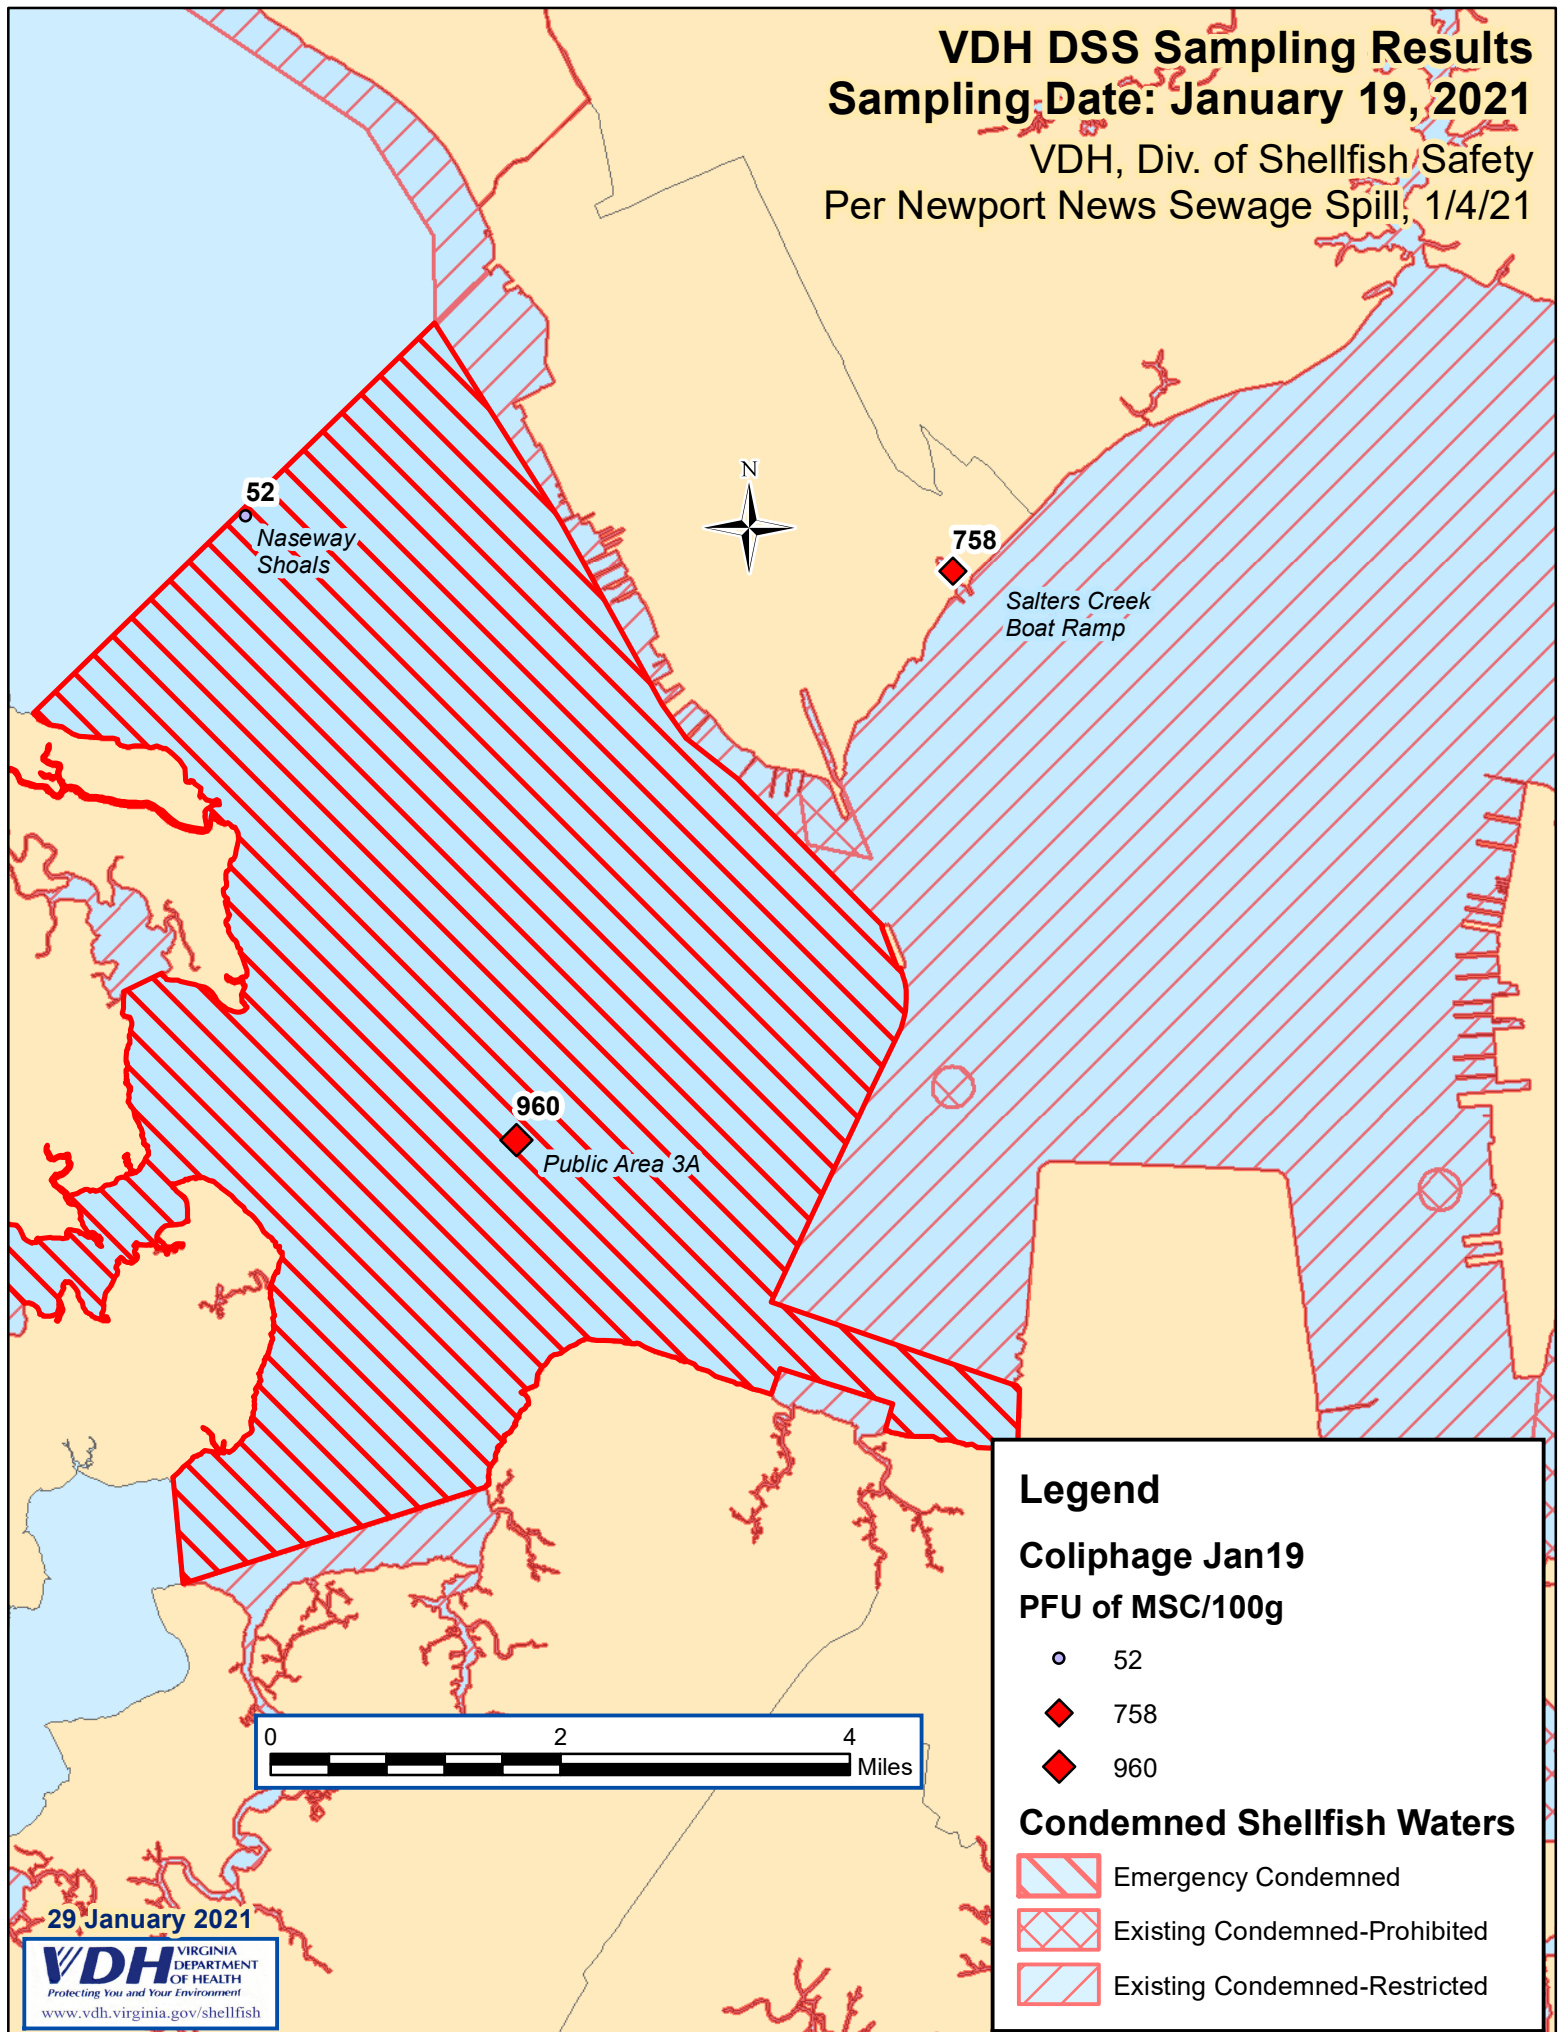 VDH DSS Sampling Results
Sampling Date: January 19, 2021
VDH, Div. of Shellfish Safety
Per Newport News Sewage Spill, 1/4/21
N
52
Naseway
Shoals
758
Salters Creek
Boat Ramp
960
Public Area 3A
Legend
Coliphage Jan19
PFU of MSC/100g
52
758
960
Condemned Shellfish Waters
Emergency Condemned
Existing Condemned-Prohibited
Existing Condemned-Restricted
0 2 4
Miles
29 January 2021
VDH VIRGINIA
DEPARTMENT
OF HEALTH
Protecting You and Your Environment
www.vdh.virginia.gov/shellfish